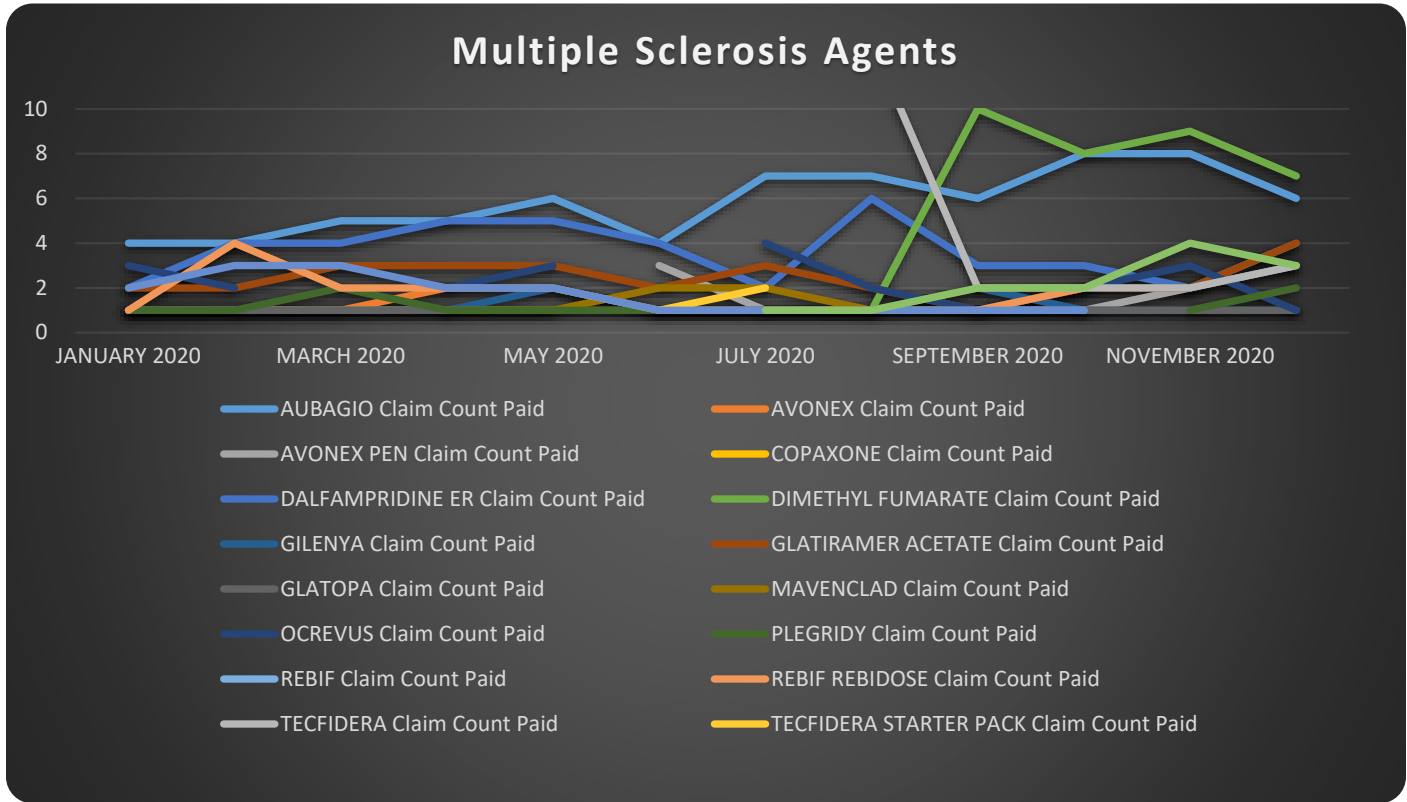 Multiple Sclerosis Agents
10
8
6
4
2
0
JANUARY 2020 MARCH 2020 MAY 2020 JULY 2020 SEPTEMBER 2020 NOVEMBER 2020
AUBAGIO Claim Count Paid AVONEX Claim Count Paid
AVONEX PEN Claim Count Paid COPAXONE Claim Count Paid
DALFAMPRIDINE ER Claim Count Paid DIMETHYL FUMARATE Claim Count Paid
GILENYA Claim Count Paid GLATIRAMER ACETATE Claim Count Paid
GLATOPA Claim Count Paid MAVENCLAD Claim Count Paid
OCREVUS Claim Count Paid PLEGRIDY Claim Count Paid
REBIF Claim Count Paid REBIF REBIDOSE Claim Count Paid
TECFIDERA Claim Count Paid TECFIDERA STARTER PACK Claim Count Paid